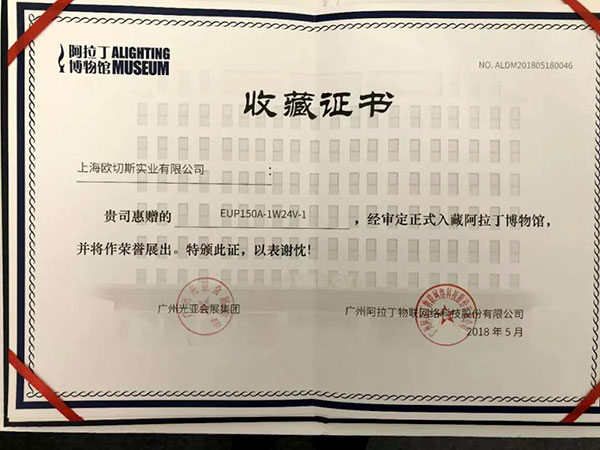 阿拉丁 ALIGHTING
博物馆 MUSEUM
NO. ALDM201805180046
收藏证书
上海欧切斯实业有限公司：
贵司惠赠的 EUP150A-1W24V-1 ，经审定正式入藏阿拉丁博物馆，
并将作荣誉展出。特颁此证，以表谢忱！
广州光亚会展集团
广州阿拉丁物联网络科技股份有限公司
2018 年 5 月